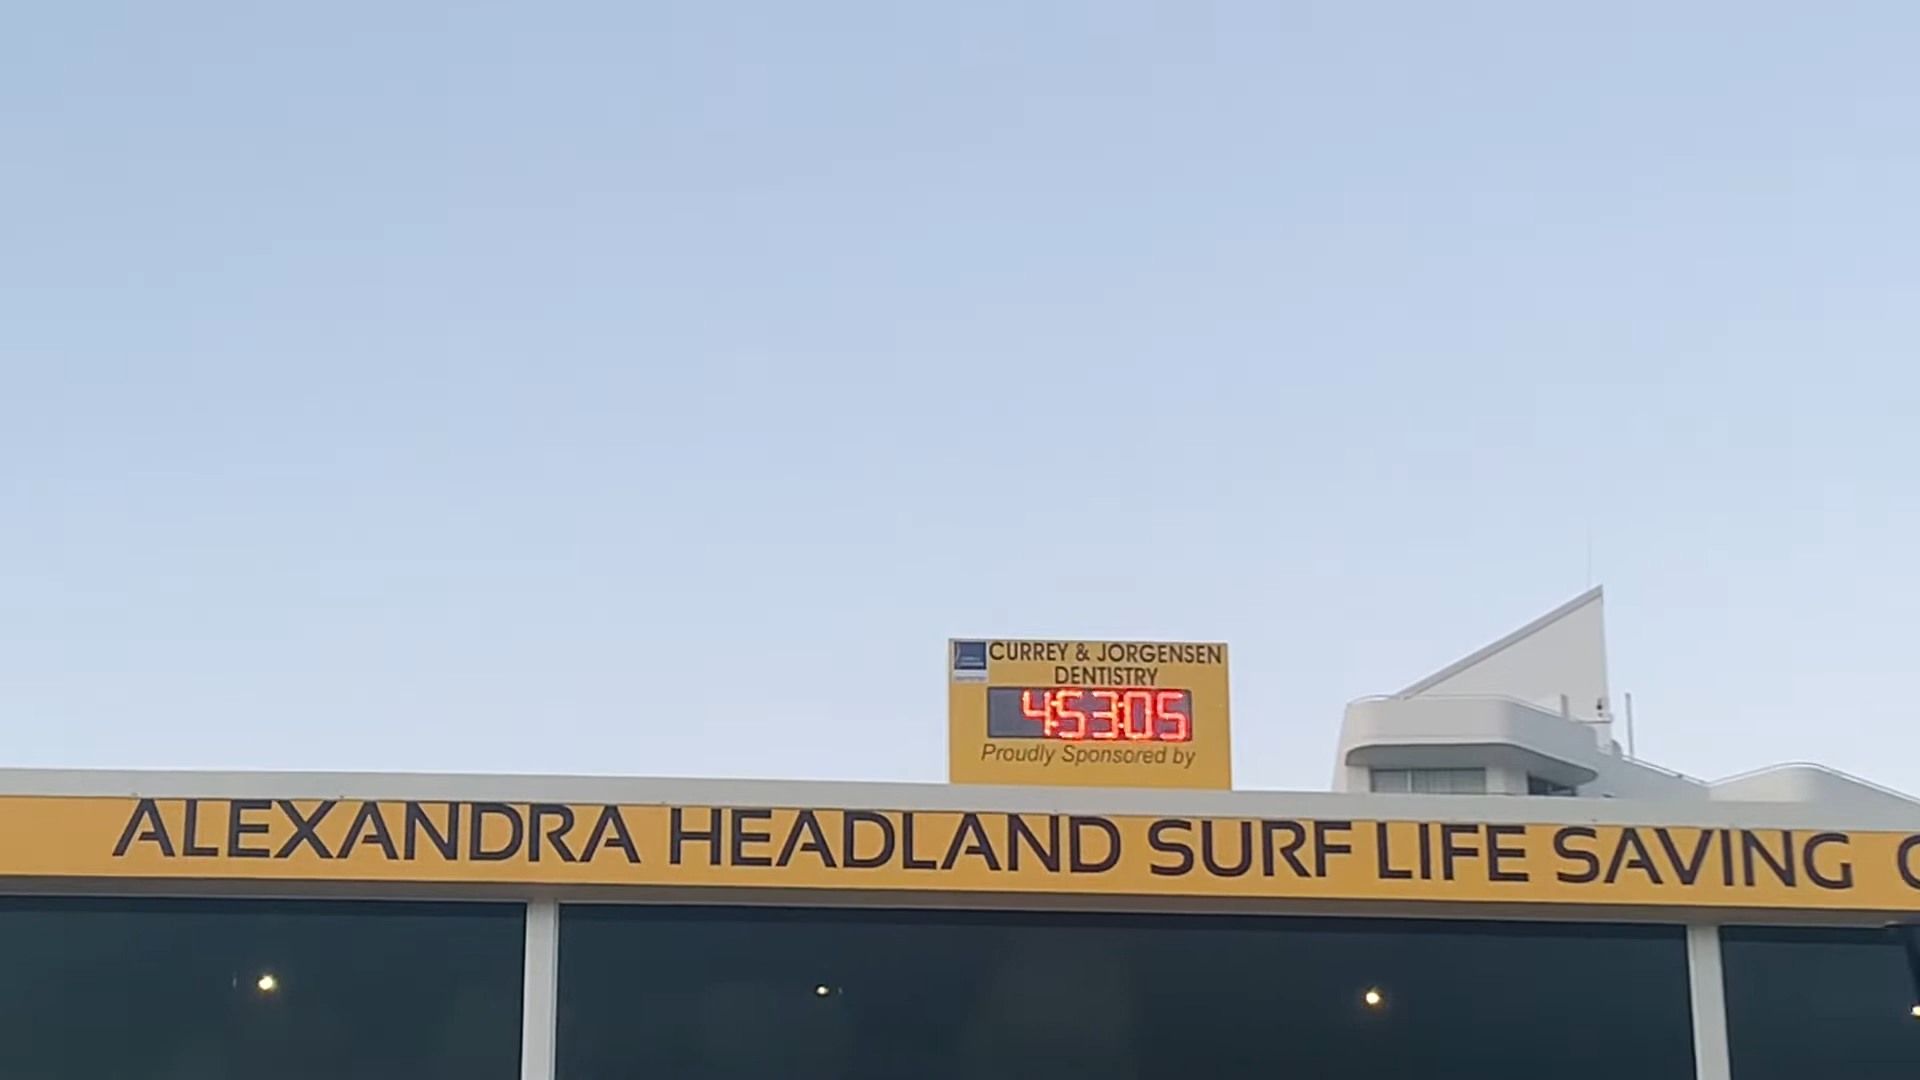 CURREY & JORGENSEN
DENTISTRY
4:53:05
Proudly Sponsored by
ALEXANDRA HEADLAND SURF LIFE SAVING